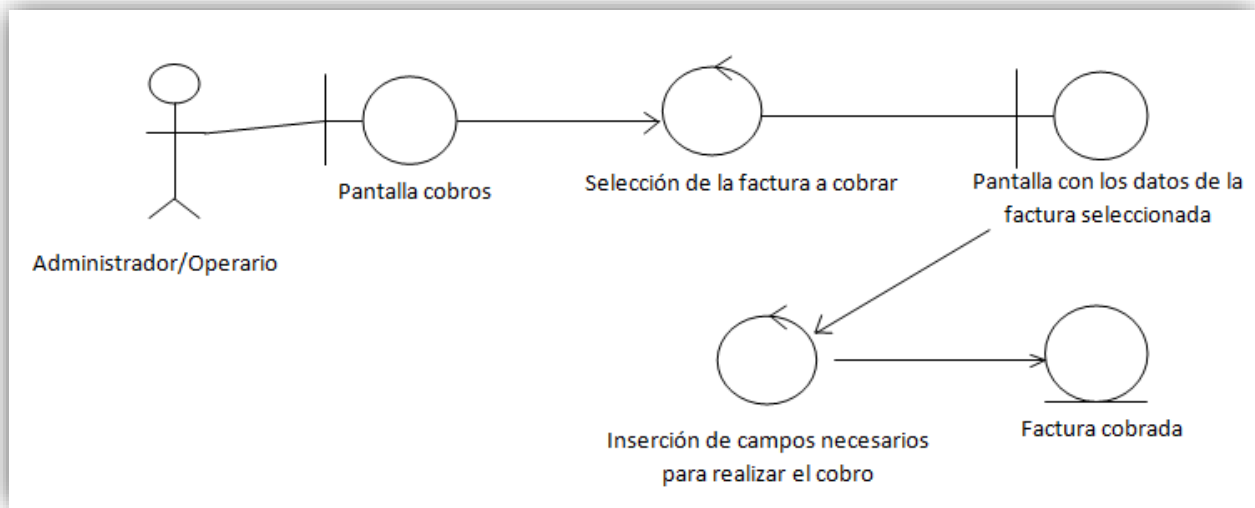 Pantalla cobros
Selección de la factura a cobrar
Pantalla con los datos de la
factura seleccionada
Administrador/Operario
Inserción de campos necesarios
para realizar el cobro
Factura cobrada